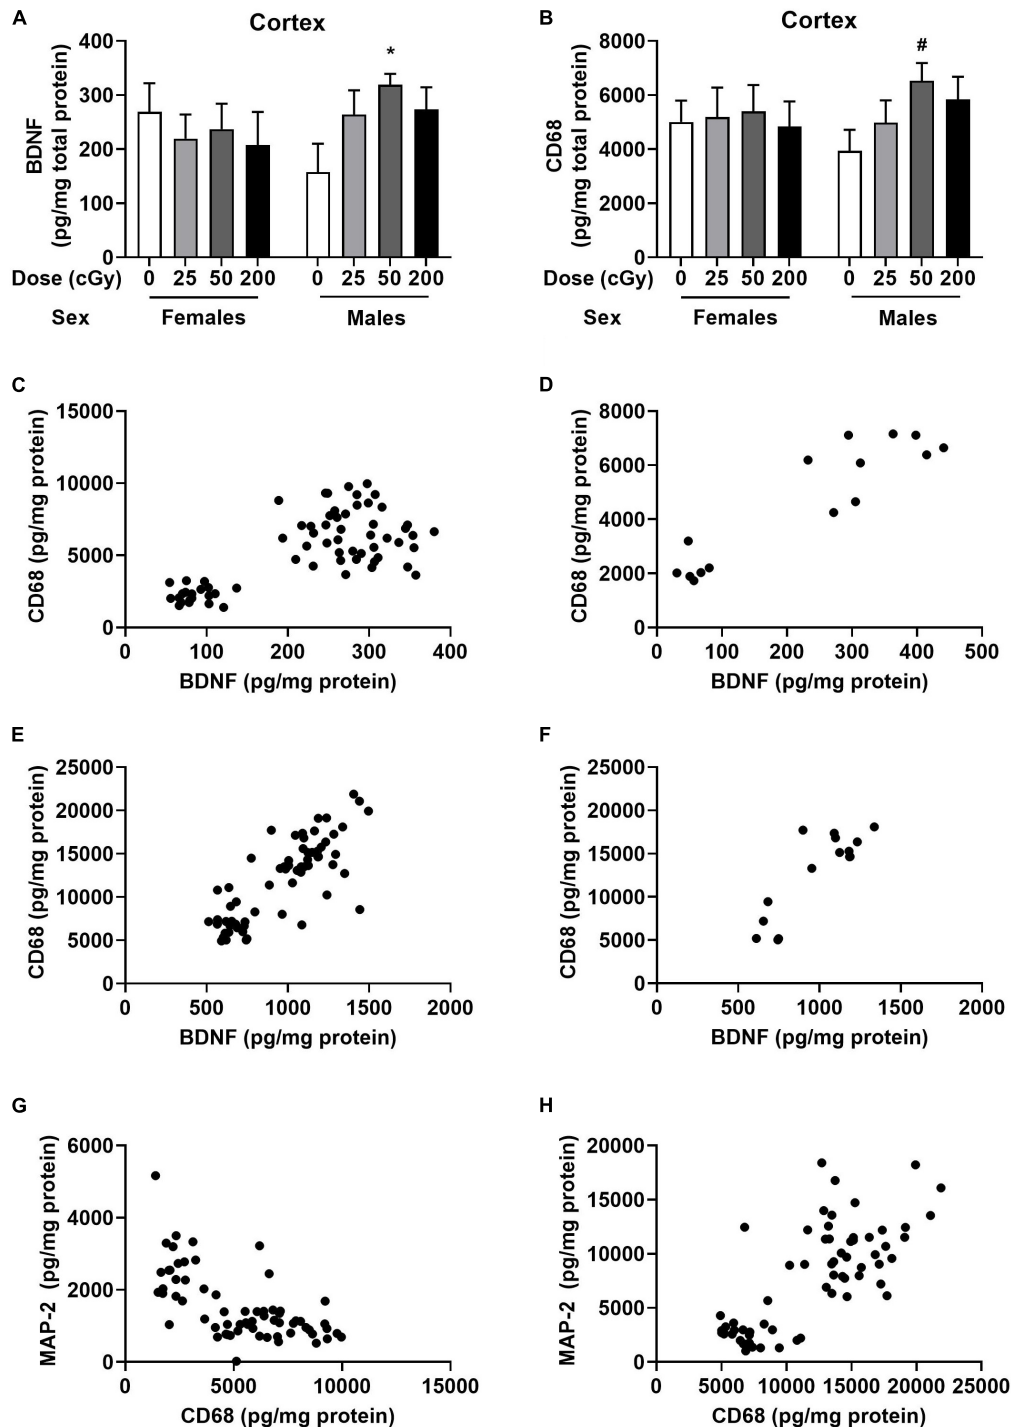 A
Cortex
BDNF
(pg/mg total protein)
400
300
200
100
0
*
Dose (cGy) 0 25 50 200 0 25 50 200
Sex Females Males
B
Cortex
CD68
(pg/mg total protein)
8000
6000
4000
2000
0
#
Dose (cGy) 0 25 50 200 0 25 50 200
Sex Females Males
C
CD68 (pg/mg protein)
15000
10000
5000
0
0 100 200 300 400
BDNF (pg/mg protein)
D
CD68 (pg/mg protein)
8000
6000
4000
2000
0
0 100 200 300 400 500
BDNF (pg/mg protein)
E
CD68 (pg/mg protein)
25000
20000
15000
10000
5000
0
0 500 1000 1500 2000
BDNF (pg/mg protein)
F
CD68 (pg/mg protein)
25000
20000
15000
10000
5000
0
0 500 1000 1500 2000
BDNF (pg/mg protein)
G
MAP-2 (pg/mg protein)
6000
4000
2000
0
0 5000 10000 15000
CD68 (pg/mg protein)
H
MAP-2 (pg/mg protein)
20000
15000
10000
5000
0
0 5000 10000 15000 20000 25000
CD68 (pg/mg protein)